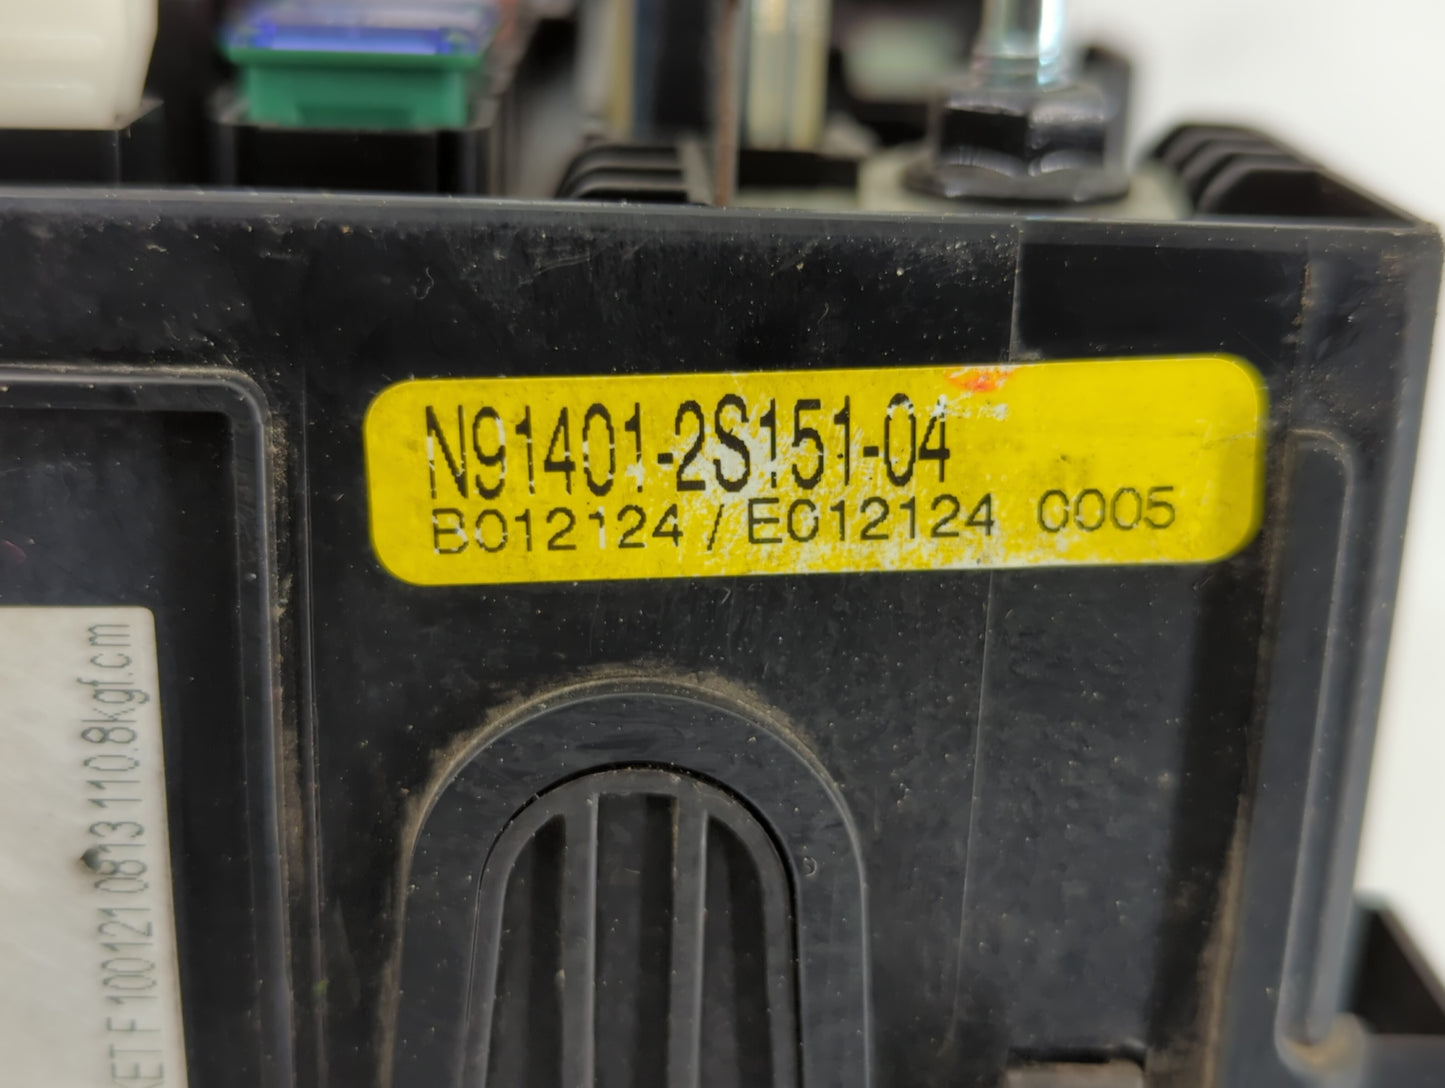 N91401-2S151-04
B012124 / E012124 0005
KET F 100121 0813 110.8kgf.cm